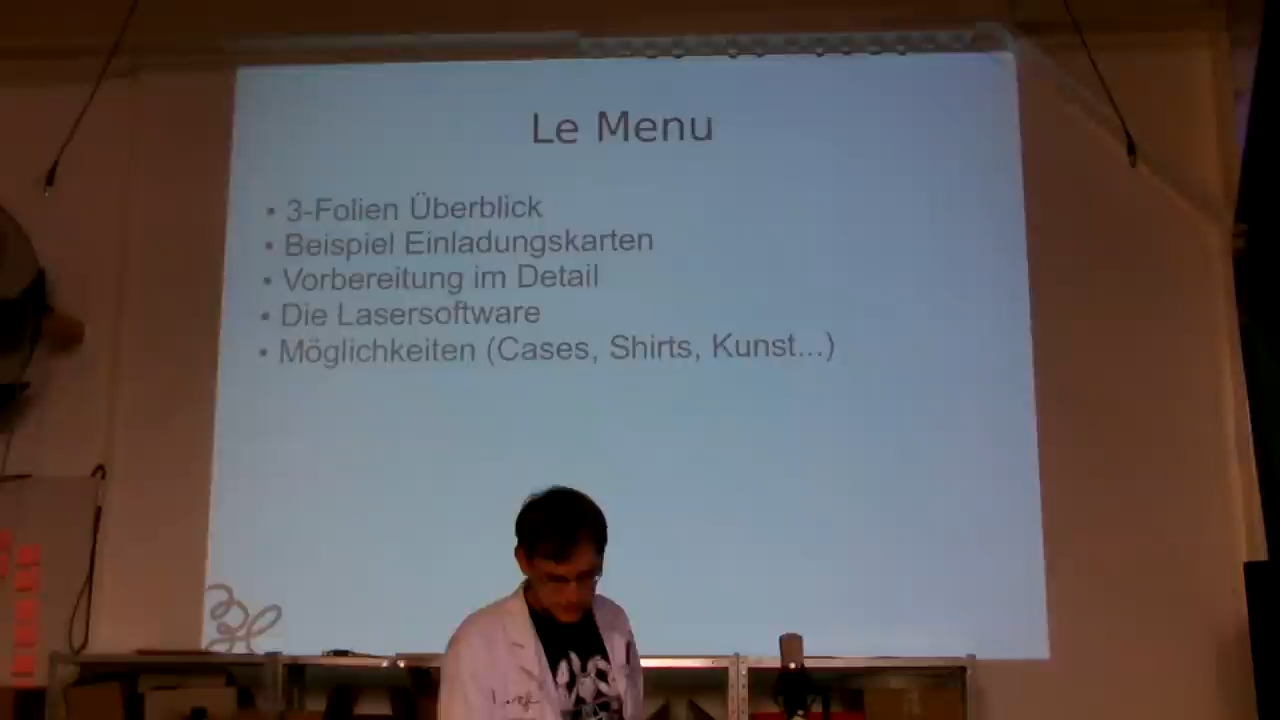 Le Menu
• 3-Folien Überblick
• Beispiel Einladungskarten
• Vorbereitung im Detail
• Die Lasersoftware
• Möglichkeiten (Cases, Shirts, Kunst...)